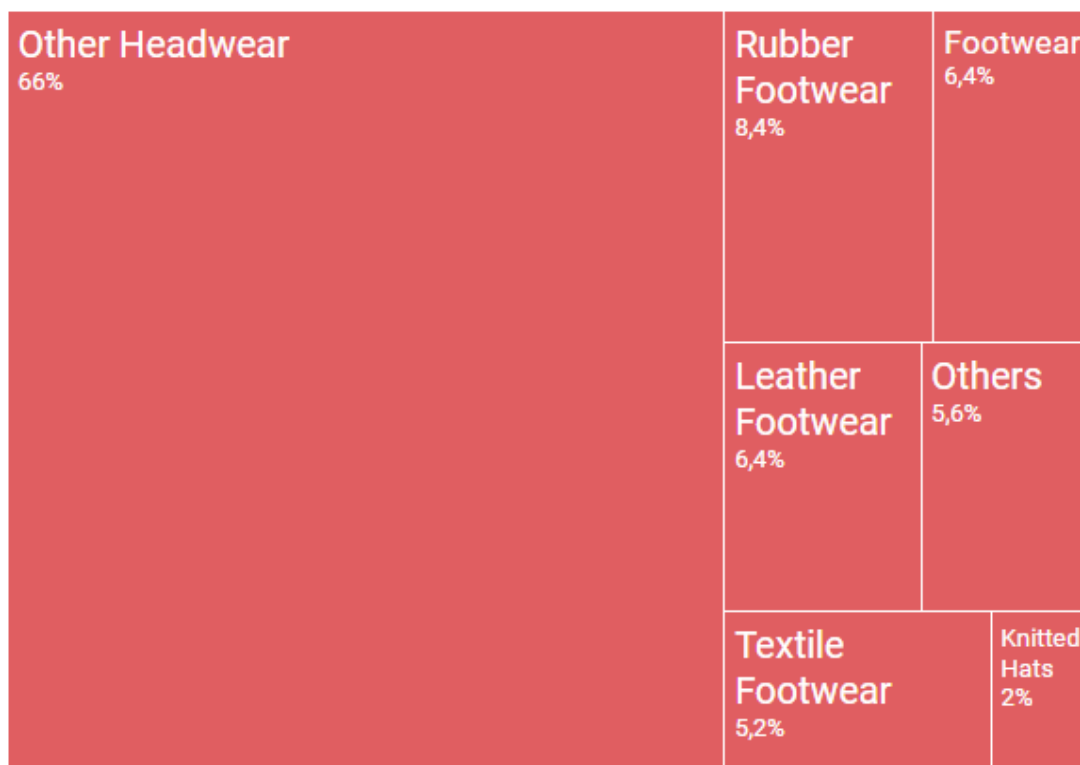 Other Headwear
66%
Rubber
Footwear
8,4%
Footwear
6,4%
Leather
Footwear
6,4%
Others
5,6%
Textile
Footwear
5,2%
Knitted
Hats
2%